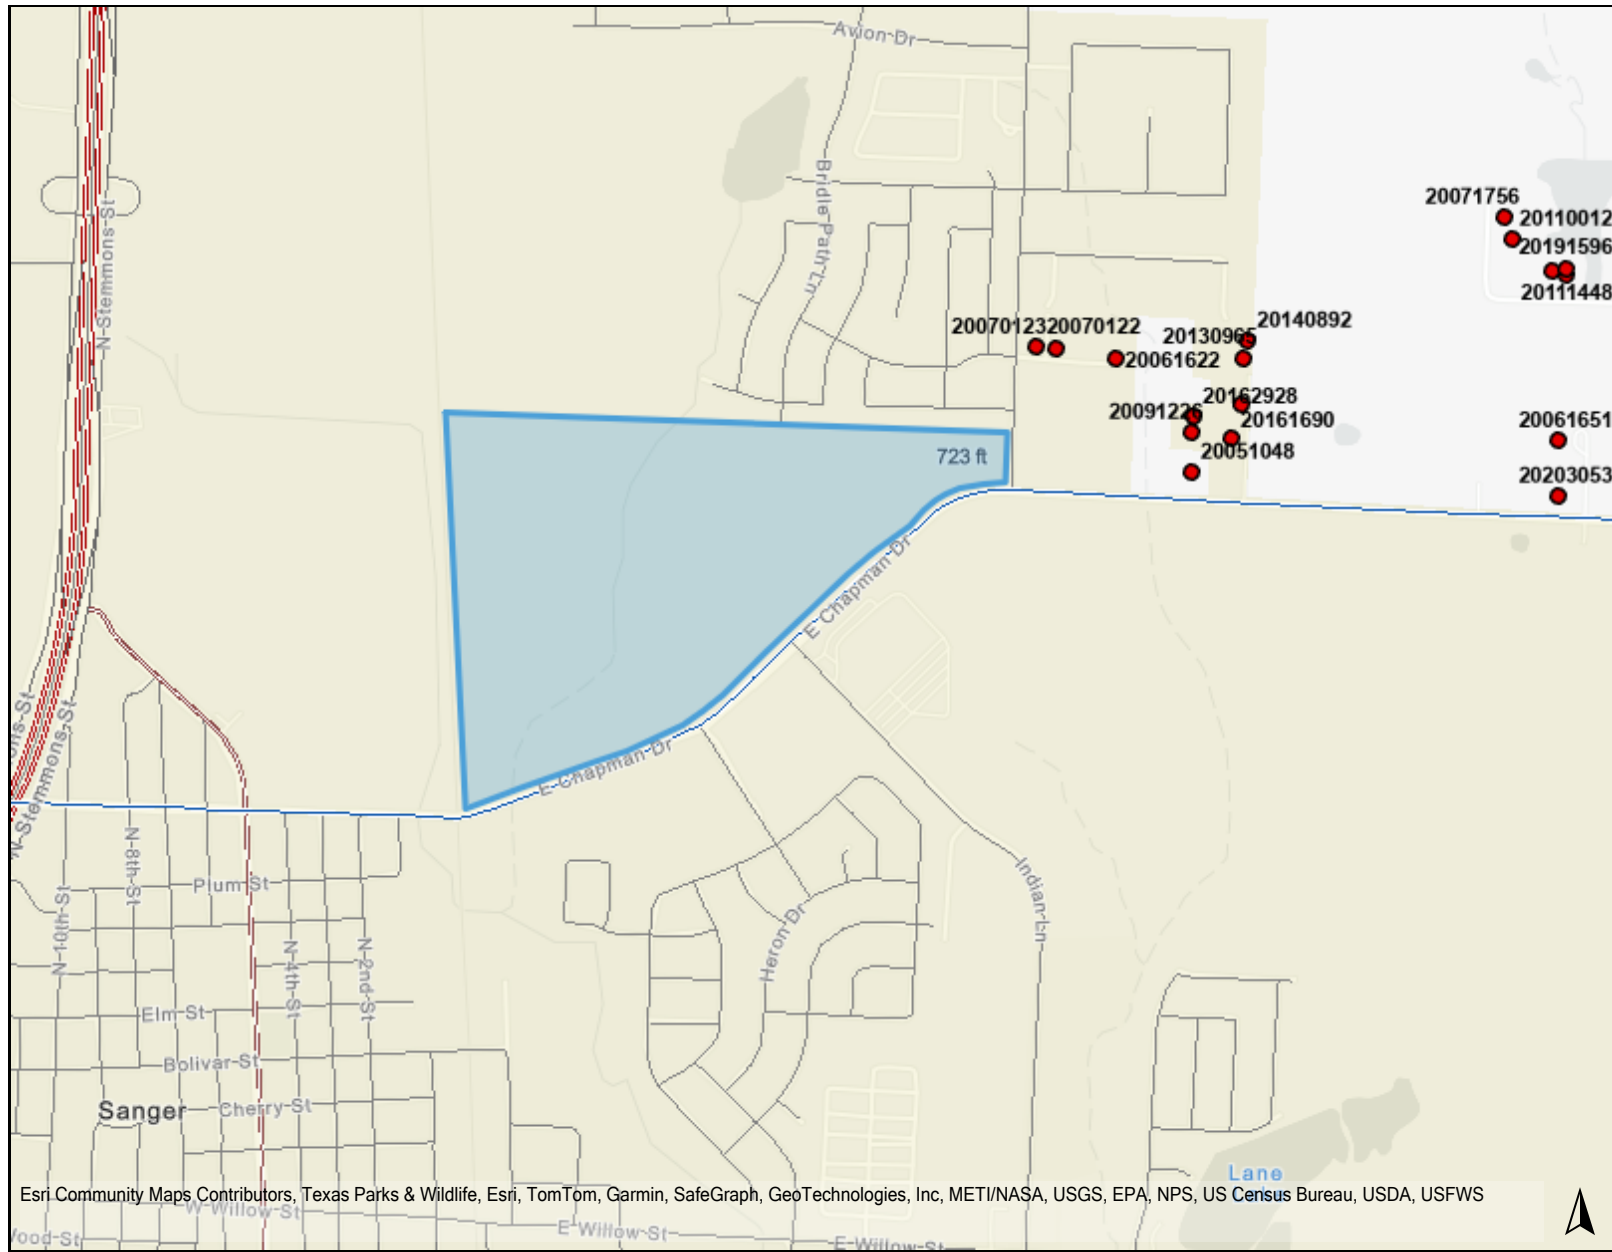 Avion Dr
Bridle Path Ln
N Stemmons St
20071756
20110012
20191596
20111448
20140892
20130965
20070123
20070122
20061622
20162928
20091226
20161690
20051048
20061651
20203053
723 ft
E Chapman Dr
E Chapman Dr
N Stemmons St
N 8th St
Plum St
N 10th St
N 4th St
N 2nd St
Heron Dr
Indian Ln
Elm St
Bolivar St
Sanger
Cherry St
Lane
Esri Community Maps Contributors, Texas Parks & Wildlife, Esri, TomTom, Garmin, SafeGraph, GeoTechnologies, Inc, METI/NASA, USGS, EPA, NPS, US Census Bureau, USDA, USFWS
W Willow St
E Willow St
E Willow St